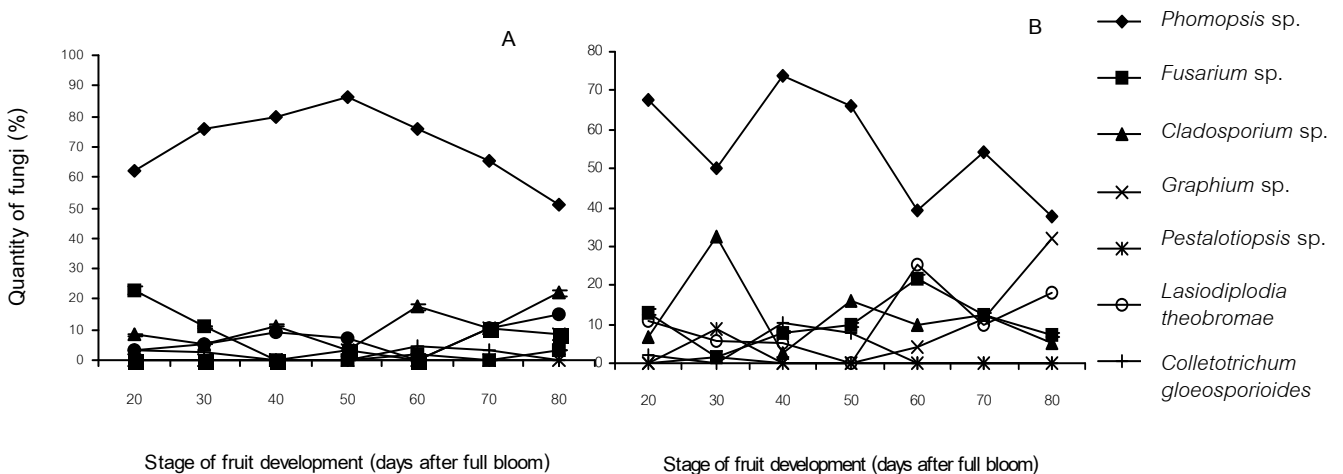 A
100
90
80
70
60
50
40
30
20
10
0
20 30 40 50 60 70 80
Quantity of fungi (%)
Stage of fruit development (days after full bloom)
B
80
70
60
50
40
30
20
10
0
20 30 40 50 60 70 80
Stage of fruit development (days after full bloom)
Phomopsis sp.
Fusarium sp.
Cladosporium sp.
Graphium sp.
Pestalotiopsis sp.
Lasiodiplodia
theobromae
Colletotrichum
gloeosporioides